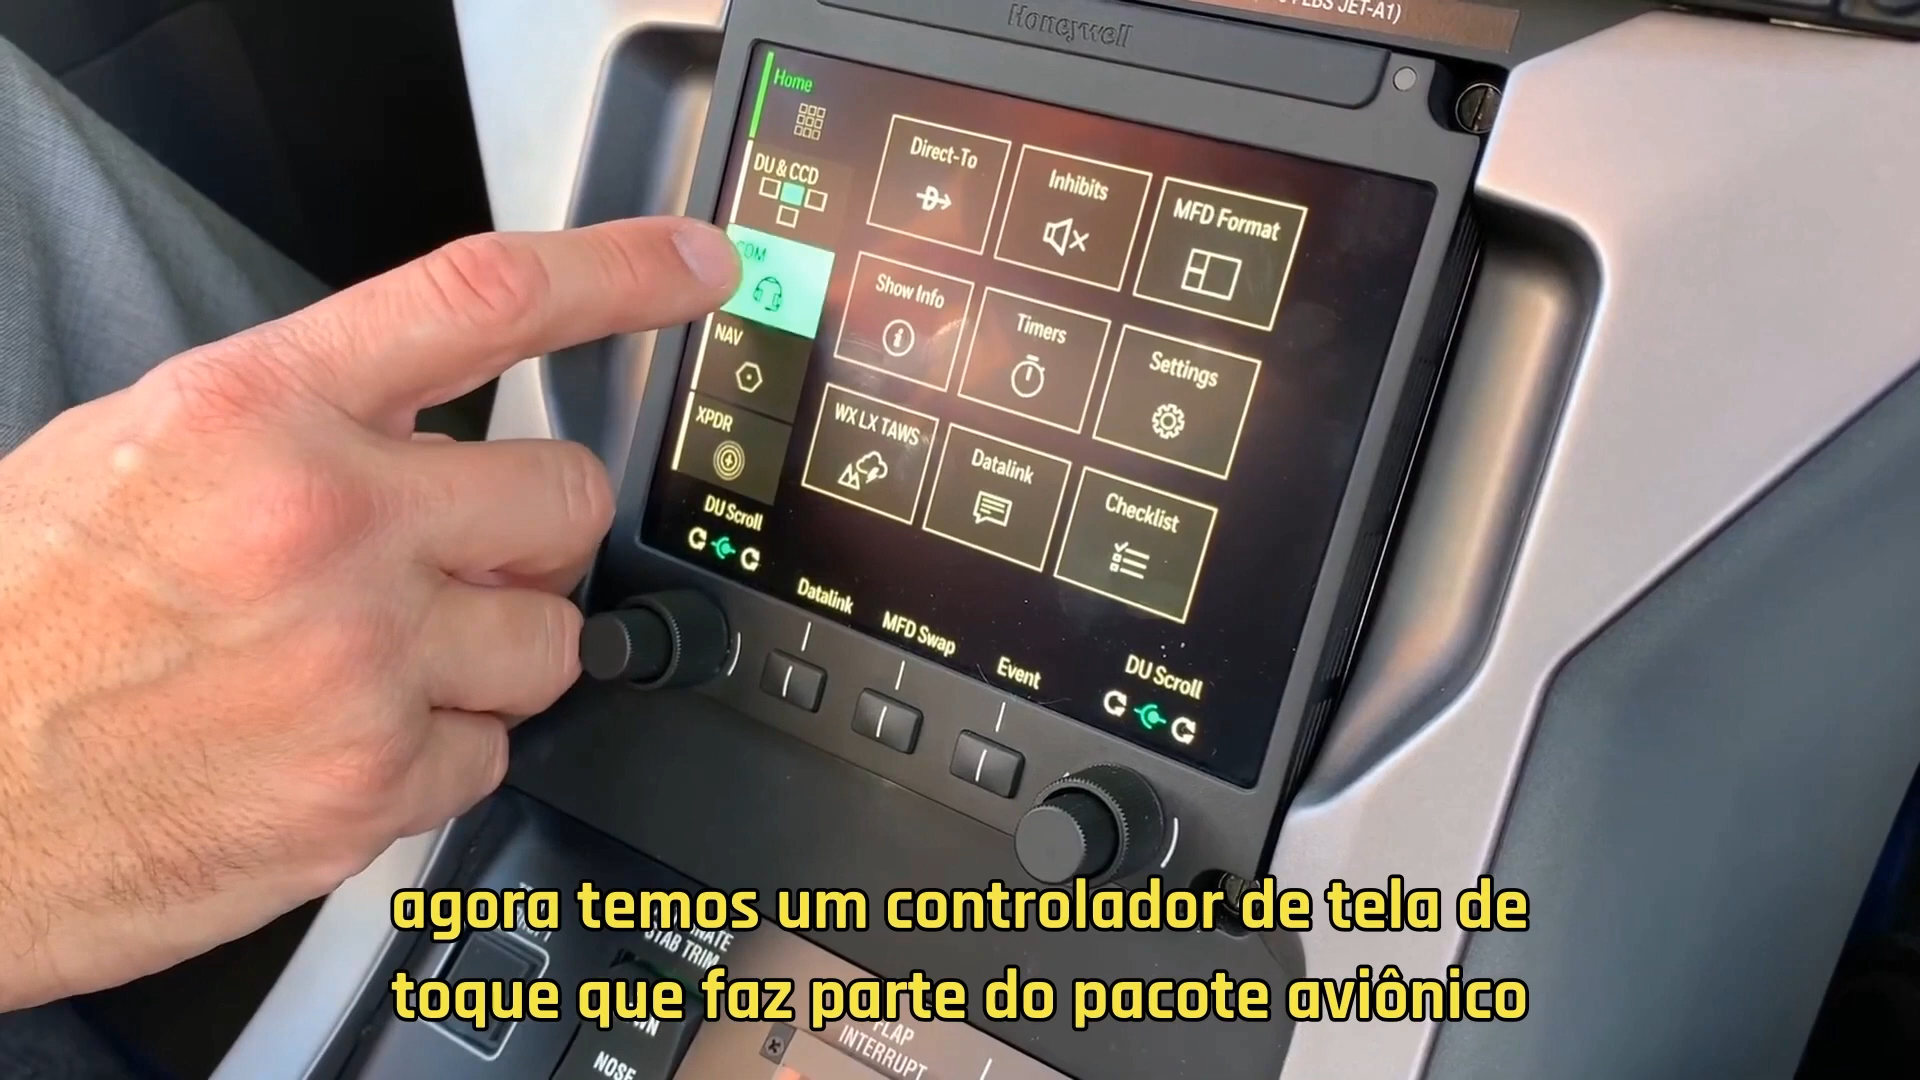 JET-A1)
Honeywell
Home
DU & CCD
COM
NAV
XPDR
Direct-To
Inhibits
MFD Format
Show Info
Timers
Settings
WX LX TAWS
Datalink
Checklist
DU Scroll
Datalink
MFD Swap
Event
DU Scroll
STAB TRIM
NOSE
FLAP
INTERRUPT
agora temos um controlador de tela de
toque que faz parte do pacote aviônico